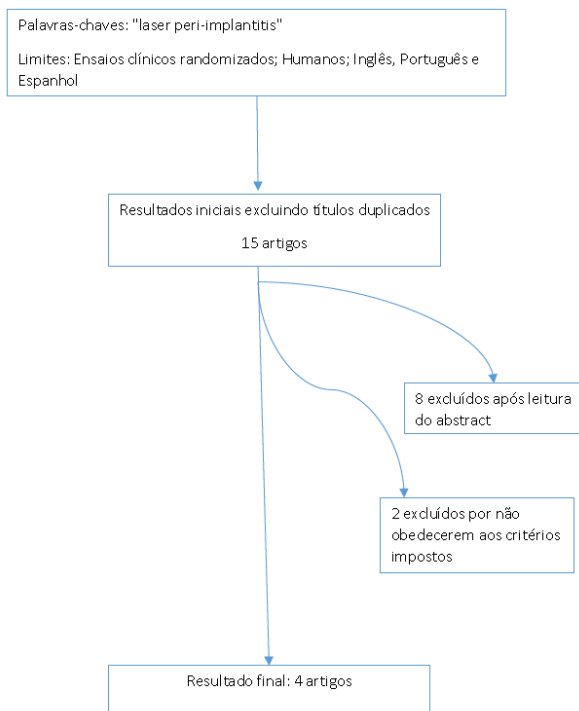 Palavras-chaves: "laser peri-implantitis"
Limites: Ensaios clínicos randomizados; Humanos; Inglês, Português e
Espanhol
Resultados iniciais excluindo títulos duplicados
15 artigos
8 excluídos após leitura
do abstract
2 excluídos por não
obedecerem aos critérios
impostos
Resultado final: 4 artigos